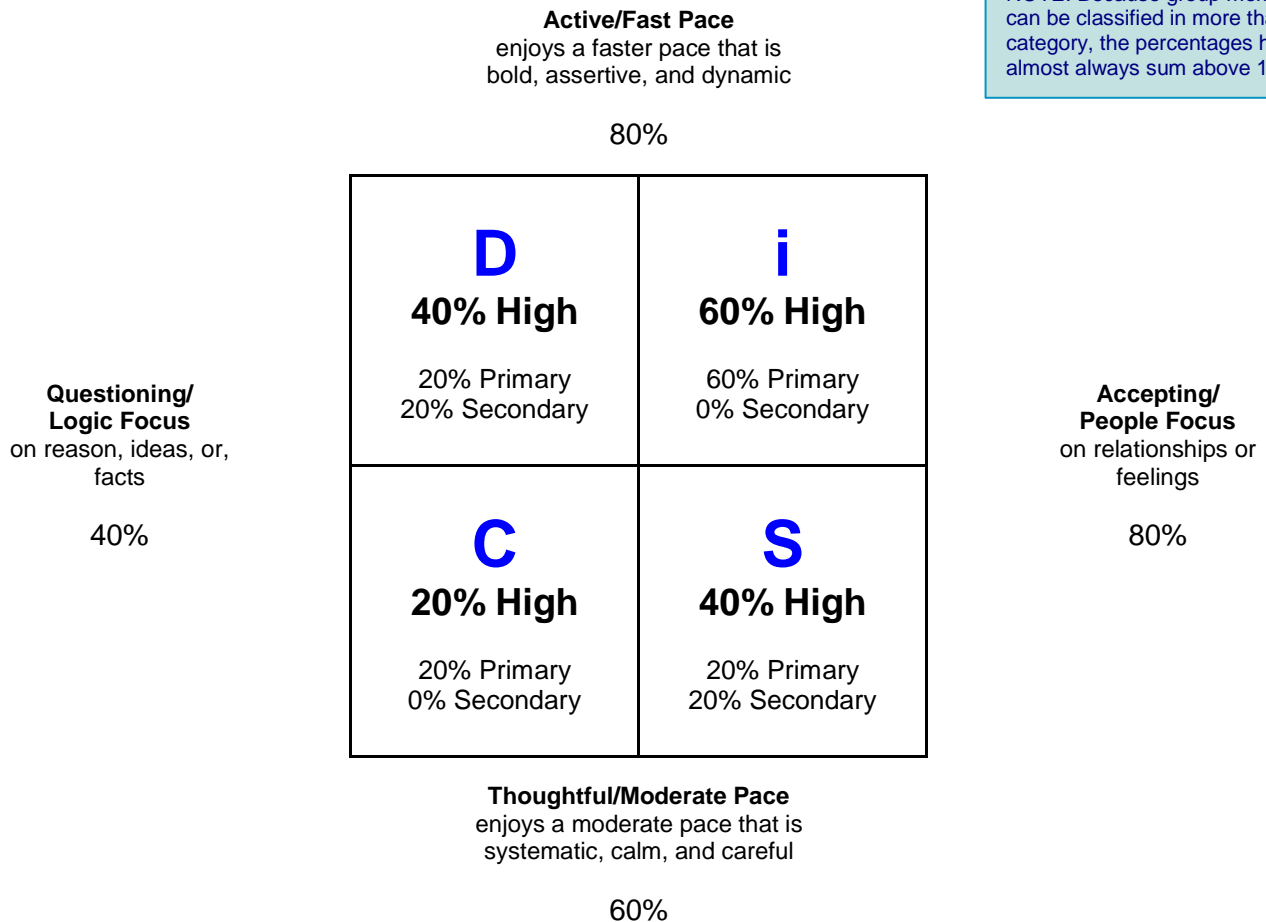 Active/Fast Pace
enjoys a faster pace that is
bold, assertive, and dynamic
80%
can be classified in more
category, the percentages
almost always sum above
D
40% High
20% Primary
20% Secondary
i
60% High
60% Primary
0% Secondary
Questioning/
Logic Focus
on reason, ideas, or,
facts
40%
Accepting/
People Focus
on relationships or
feelings
80%
C
20% High
20% Primary
0% Secondary
S
40% High
20% Primary
20% Secondary
Thoughtful/Moderate Pace
enjoys a moderate pace that is
systematic, calm, and careful
60%